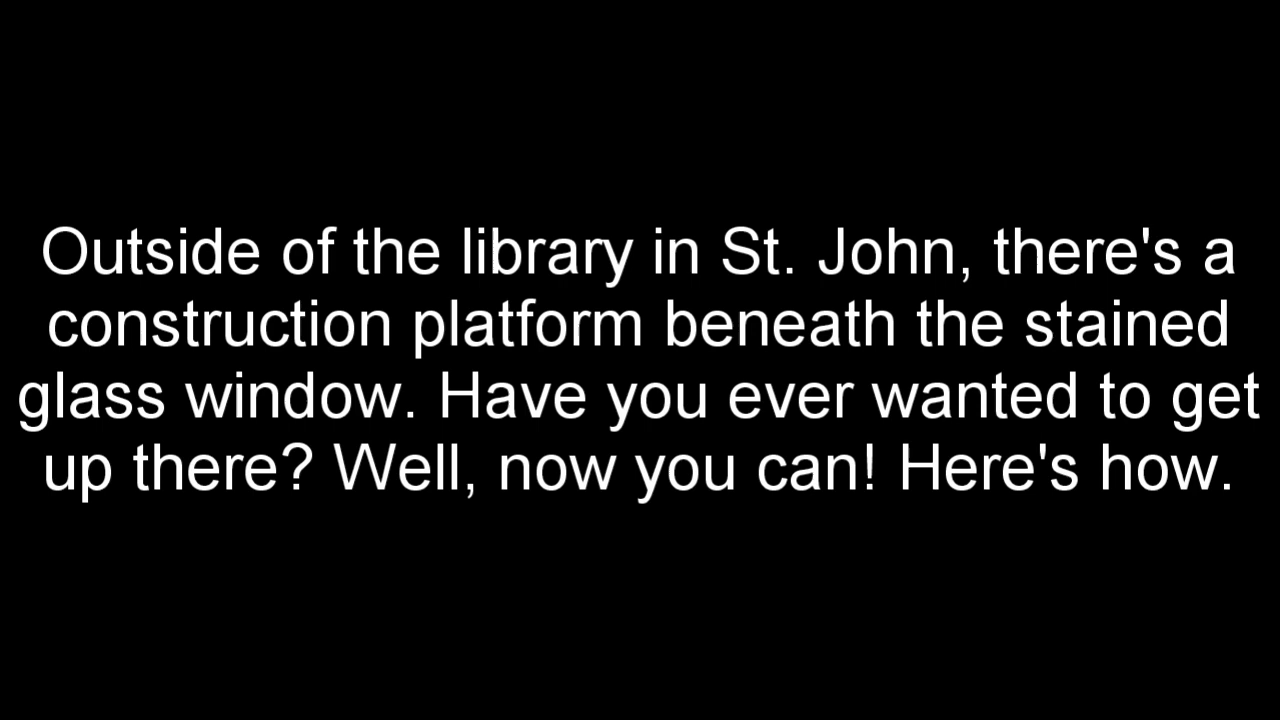 Outside of the library in St. John, there's a
construction platform beneath the stained
glass window. Have you ever wanted to get
up there? Well, now you can! Here's how.